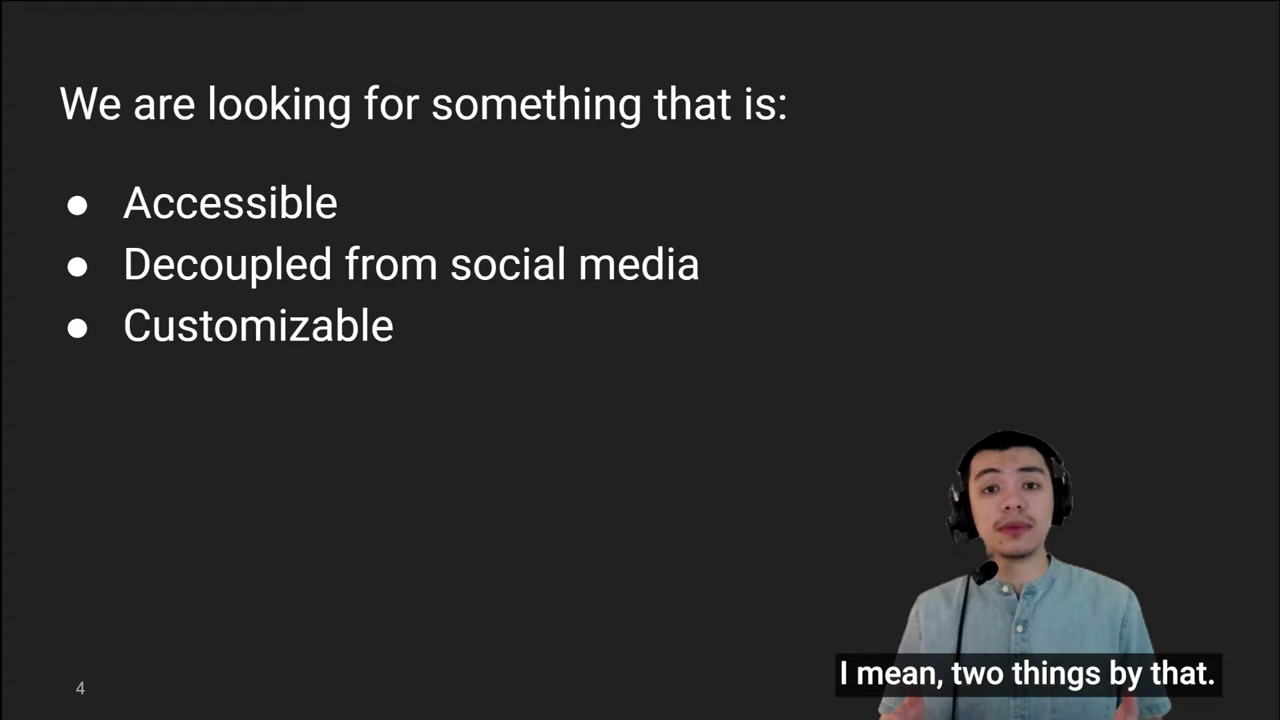 We are looking for something that is:
● Accessible
● Decoupled from social media
● Customizable
I mean, two things by that.
4